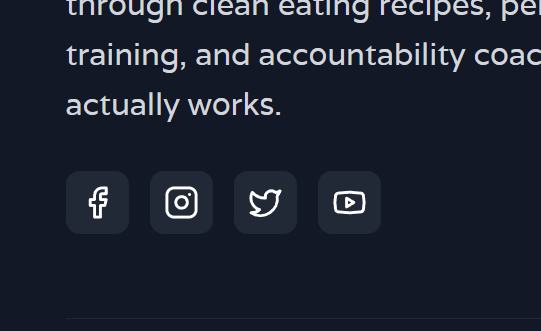 through clean eating recipes,
training, and accountability
actually works.